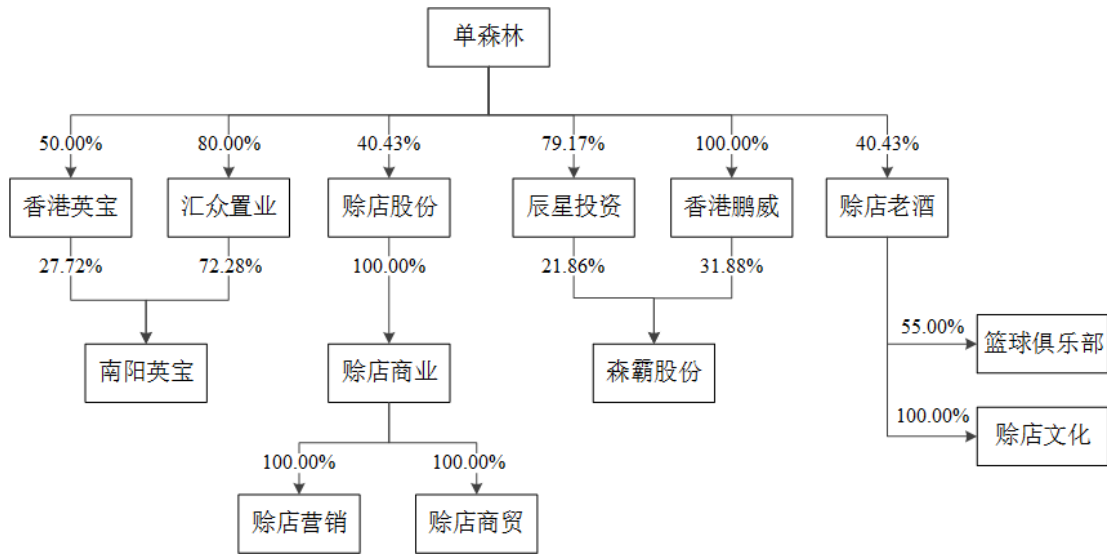 单森林
50.00%
80.00%
40.43%
79.17%
100.00%
40.43%
香港英宝
汇众置业
赊店股份
辰星投资
香港鹏威
赊店老酒
27.72%
72.28%
100.00%
21.86%
31.88%
55.00%
南阳英宝
赊店商业
森霸股份
篮球俱乐部
100.00%
赊店文化
100.00%
100.00%
赊店营销
赊店商贸